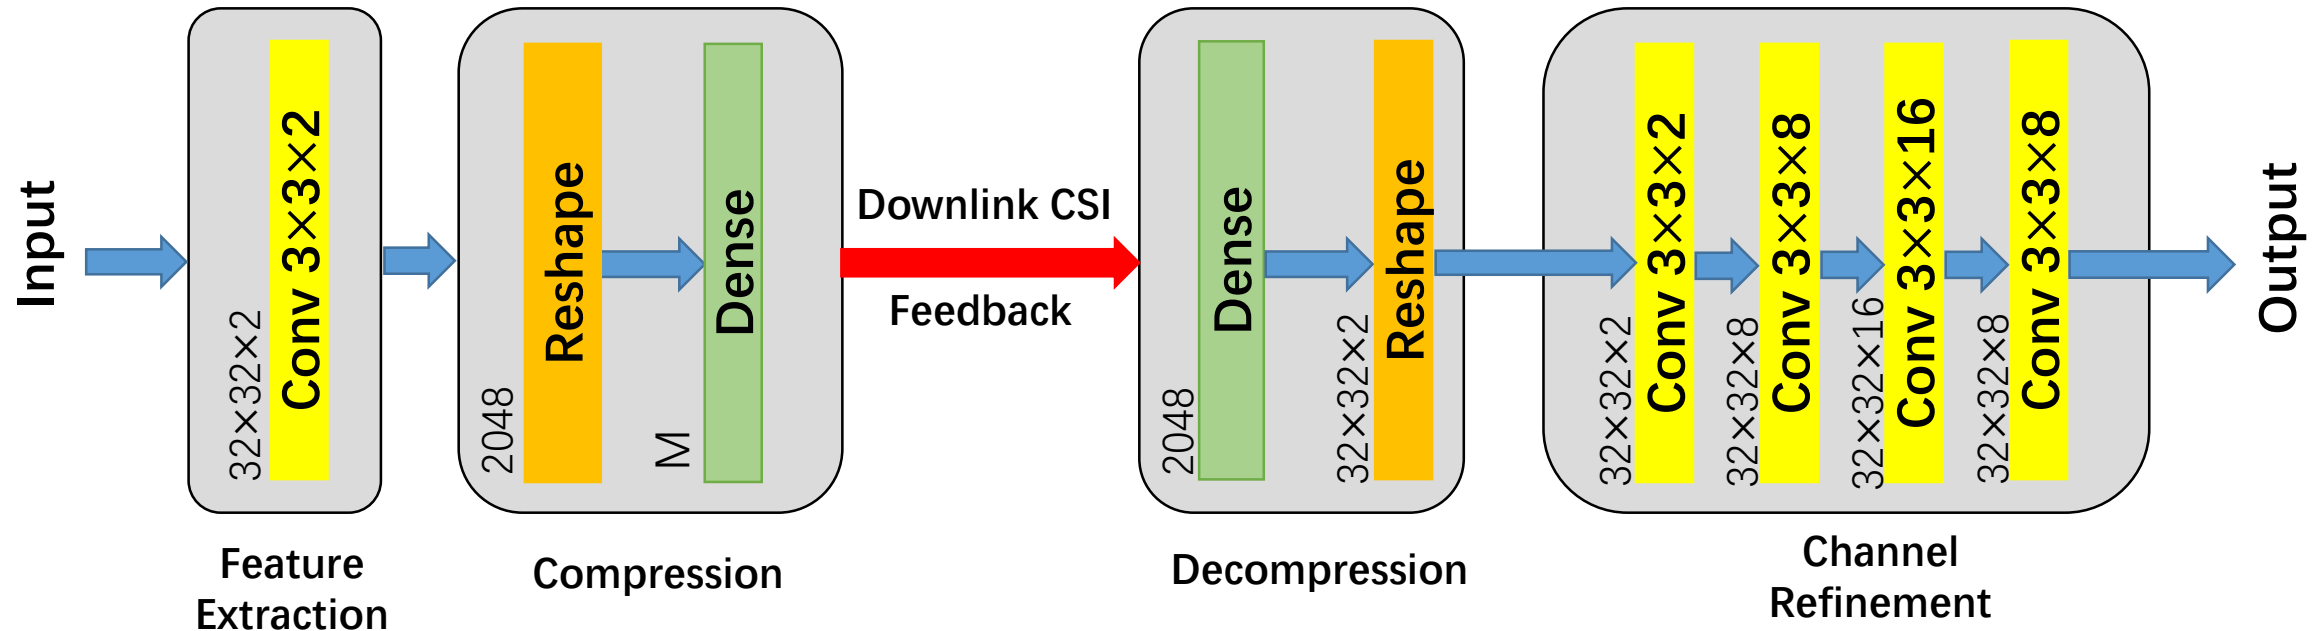 Input
32×32×2
Conv 3×3×2
Feature
Extraction
2048
Reshape
M
Dense
Compression
Downlink CSI
Feedback
2048
Dense
32×32×2
Reshape
Decompression
32×32×2
Conv 3×3×2
32×32×8
Conv 3×3×8
32×32×16
Conv 3×3×16
32×32×8
Conv 3×3×8
Channel
Refinement
Output